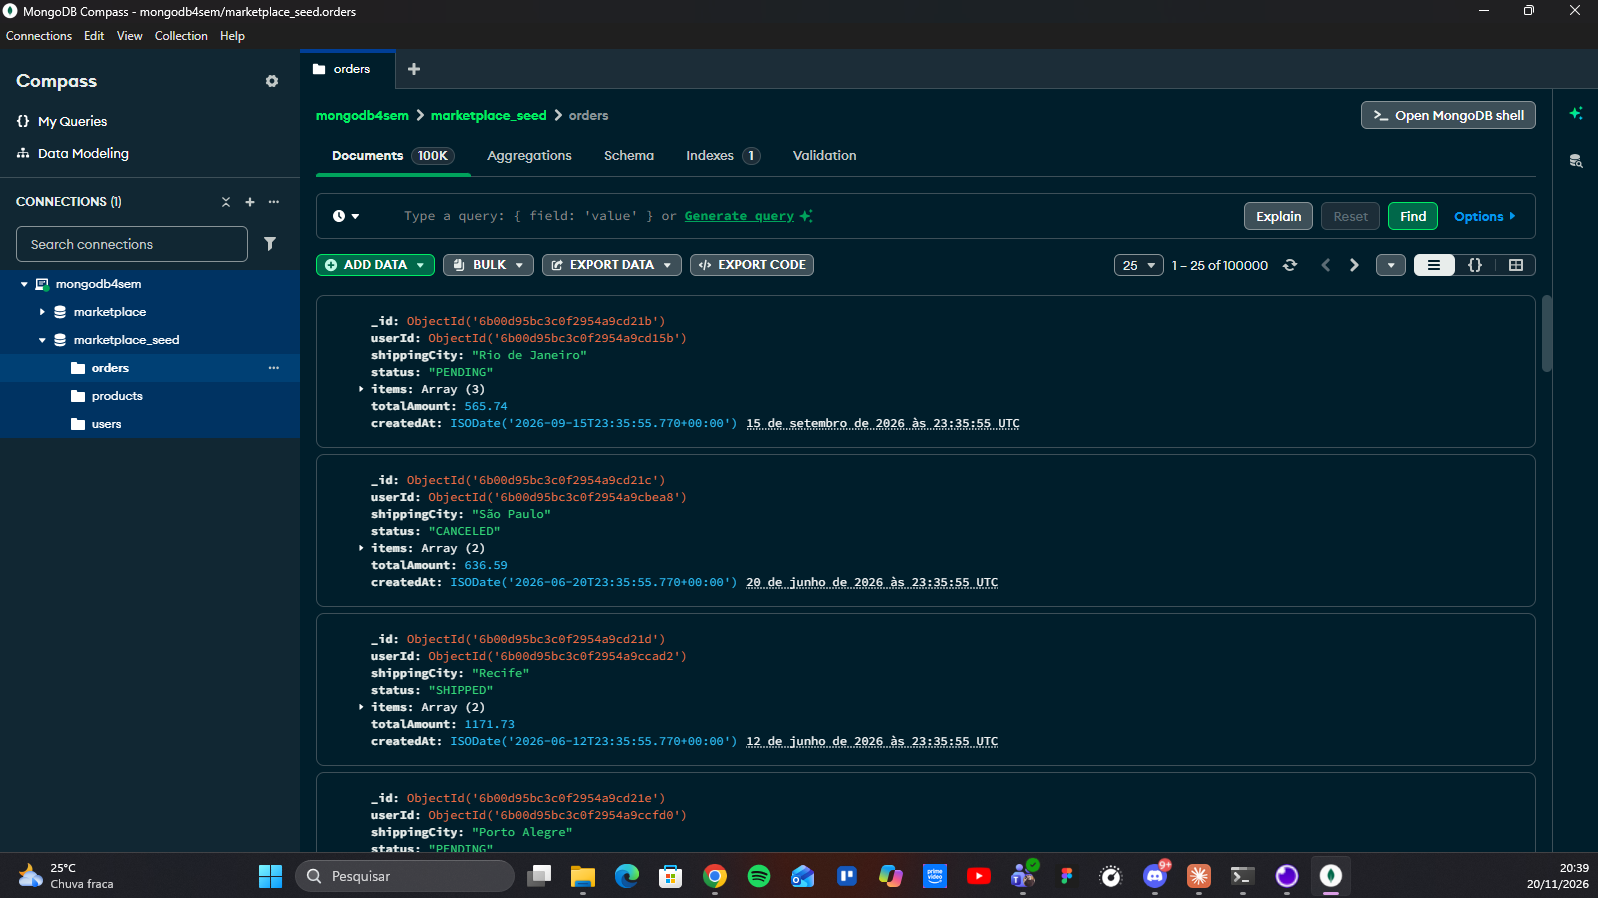 MongoDB Compass - mongodb4sem/marketplace_seed.orders
Connections Edit View Collection Help
Compass
My Queries
Data Modeling
CONNECTIONS (1)
Search connections
mongodb4sem
marketplace
marketplace_seed
orders
products
users
orders
mongodb4sem > marketplace_seed > orders
>_ Open MongoDB shell
Documents 100K Aggregations Schema Indexes 1 Validation
Type a query: { field: 'value' } or Generate query
Explain Reset Find Options
ADD DATA BULK EXPORT DATA EXPORT CODE
25 1 – 25 of 100000
_id: ObjectId('6b00d95bc3c0f2954a9cd21b')
userId: ObjectId('6b00d95bc3c0f2954a9cd15b')
shippingCity: "Rio de Janeiro"
status: "PENDING"
items: Array (3)
totalAmount: 565.74
createdAt: ISODate('2026-09-15T23:35:55.770+00:00') 15 de setembro de 2026 às 23:35:55 UTC
_id: ObjectId('6b00d95bc3c0f2954a9cd21c')
userId: ObjectId('6b00d95bc3c0f2954a9cbea8')
shippingCity: "São Paulo"
status: "CANCELED"
items: Array (2)
totalAmount: 636.59
createdAt: ISODate('2026-06-20T23:35:55.770+00:00') 20 de junho de 2026 às 23:35:55 UTC
_id: ObjectId('6b00d95bc3c0f2954a9cd21d')
userId: ObjectId('6b00d95bc3c0f2954a9ccad2')
shippingCity: "Recife"
status: "SHIPPED"
items: Array (2)
totalAmount: 1171.73
createdAt: ISODate('2026-06-12T23:35:55.770+00:00') 12 de junho de 2026 às 23:35:55 UTC
_id: ObjectId('6b00d95bc3c0f2954a9cd21e')
userId: ObjectId('6b00d95bc3c0f2954a9ccfd0')
shippingCity: "Porto Alegre"
status: "PENDING"
25°C
Chuva fraca
Pesquisar
prime video
9+
20:39
20/11/2026